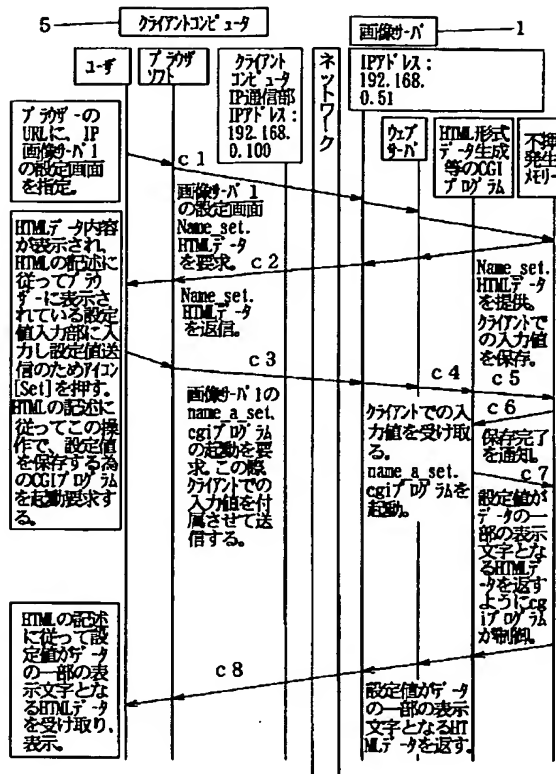 5
クライアントコンピュータ
画像サーバ
1
ユーザ
ブラウザ
ソフト
クライアント
コンピュータ
IP通信部
IPアドレス:
192.168.
0.100
ネットワーク
IPアドレス:
192.168.
0.51
ウェブ
サーバ
HTML形式
データ生成
等のCGI
プログラム
不揮
発生
メモリー
ブラウザーの
URLに、IP
画像サーバ1
の設定画面
を指定。
c1
画像サーバ1
の設定画面
Name_set.
HTMLデータ
を要求。
c2
Name_set.
HTMLデータ
を返信。
Name_set.
HTMLデータ
を提供。
クライアントで
の入力値
を保存。
HTMLデータ内容
が表示され、
HTMLの記述に
従ってブラウ
ザーに表示さ
れている設定
値入力部に入
力し設定値送
信のためアイコン
[Set]を押す。
HTMLの記述に
従ってこの操
作で、設定値
を保存する為
のCGIプログラム
を起動要求す
る。
c3
画像サーバ1の
name_a_set.
cgiプログラム
の起動を要
求。この際、
クライアントでの
入力値を付
属させて送
信する。
c4
クライアントでの入
力値を受け取
る。
name_a_set.
cgiプログラムを
起動。
c5
c6
保存完了
を通知。
c7
設定値が
データの一
部の表示
文字とな
るHTMLデー
タを返す
ようにcg
iプログラム
が制御。
HTMLの記述
に従って設
定値がデータ
の一部の表
示文字とな
るHTMLデータ
を受け取り、
表示。
c8
設定値がデータ
の一部の表示
文字となるHT
MLデータを返す。